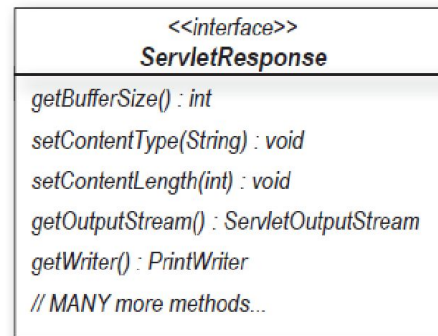 <<interface>>
ServletResponse
getBufferSize() : int
setContentType(String) : void
setContentLength(int) : void
getOutputStream() : ServletOutputStream
getWriter() : PrintWriter
// MANY more methods...